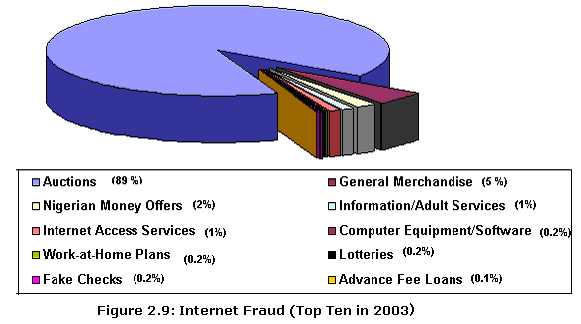 Auctions (89 %) General Merchandise (5 %)
Nigerian Money Offers (2%) Information/Adult Services (1%)
Internet Access Services (1%) Computer Equipment/Software (0.2%)
Work-at-Home Plans (0.2%) Lotteries (0.2%)
Fake Checks (0.2%) Advance Fee Loans (0.1%)
Figure 2.9: Internet Fraud (Top Ten in 2003)